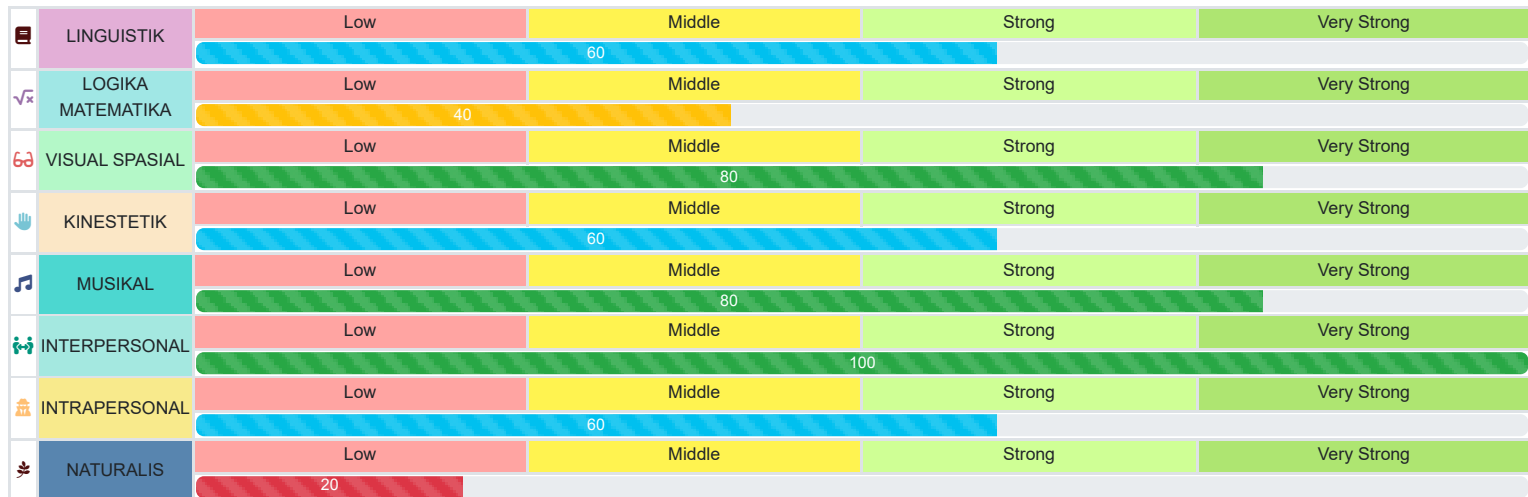 Low Middle Strong Very Strong
LINGUISTIK
60
LOGIKA MATEMATIKA
Low Middle Strong Very Strong
40
Low Middle Strong Very Strong
VISUAL SPASIAL
80
Low Middle Strong Very Strong
KINESTETIK
60
Low Middle Strong Very Strong
MUSIKAL
80
Low Middle Strong Very Strong
INTERPERSONAL
100
Low Middle Strong Very Strong
INTRAPERSONAL
60
Low Middle Strong Very Strong
NATURALIS
20